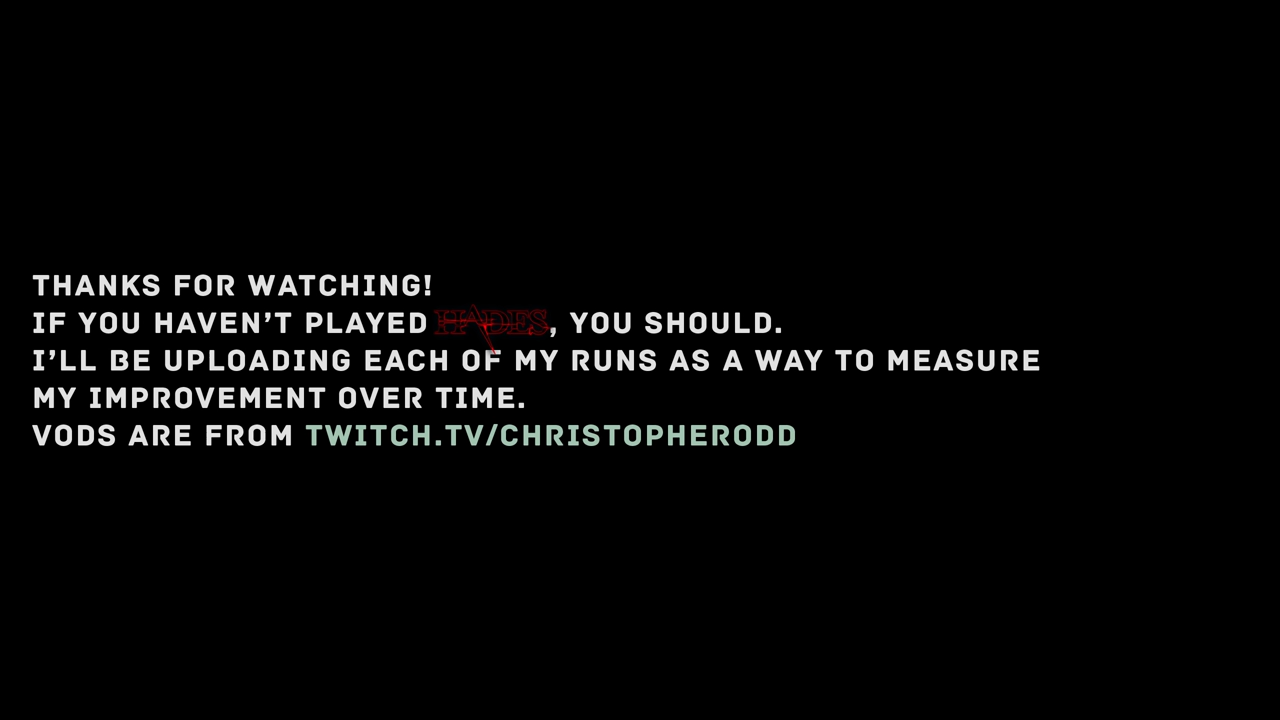 THANKS FOR WATCHING!
IF YOU HAVEN'T PLAYED HADES, YOU SHOULD.
I'LL BE UPLOADING EACH OF MY RUNS AS A WAY TO MEASURE
MY IMPROVEMENT OVER TIME.
VODS ARE FROM TWITCH.TV/CHRISTOPHERODD